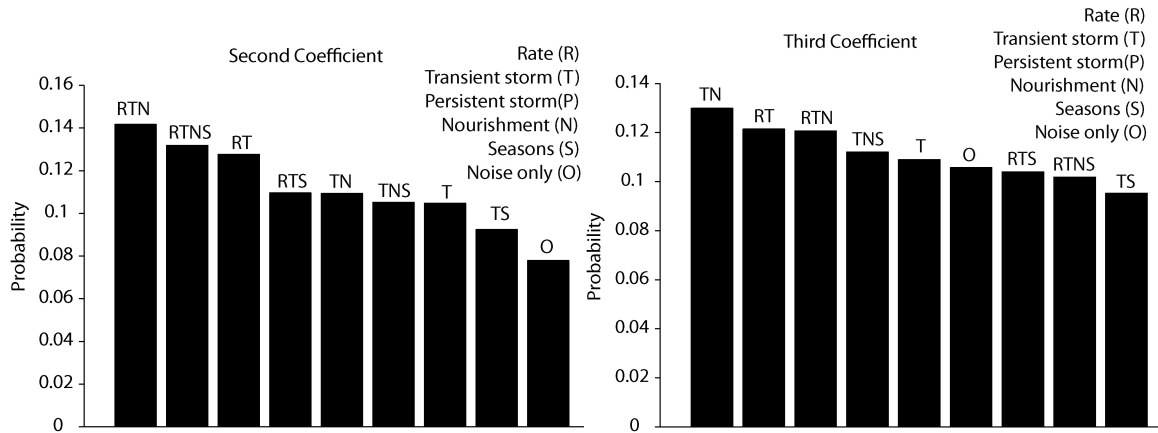 Second Coefficient
Rate (R)
Transient storm (T)
Persistent storm(P)
Nourishment (N)
Seasons (S)
Noise only (O)
Probability
0.16
0.14
0.12
0.1
0.08
0.06
0.04
0.02
0
RTN
RTNS
RT
RTS
TN
TNS
T
TS
O
Third Coefficient
Rate (R)
Transient storm (T)
Persistent storm(P)
Nourishment (N)
Seasons (S)
Noise only (O)
Probability
0.14
0.12
0.1
0.08
0.06
0.04
0.02
0
TN
RT
RTN
TNS
T
O
RTS
RTNS
TS